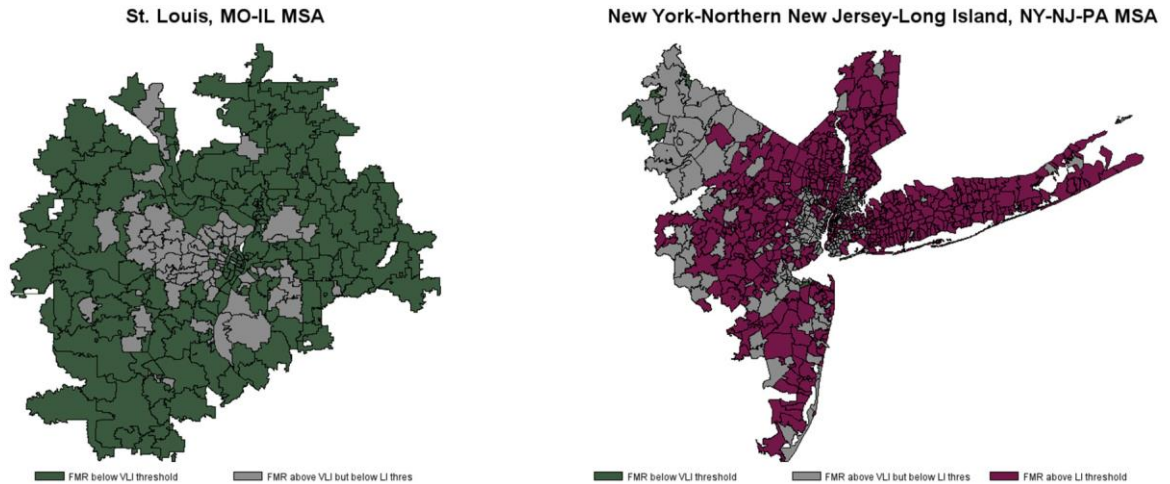 St. Louis, MO-IL MSA
New York-Northern New Jersey-Long Island, NY-NJ-PA MSA
FMR below VLI threshold
FMR above VLI but below LI thres
FMR below VLI threshold
FMR above VLI but below LI thres
FMR above LI threshold